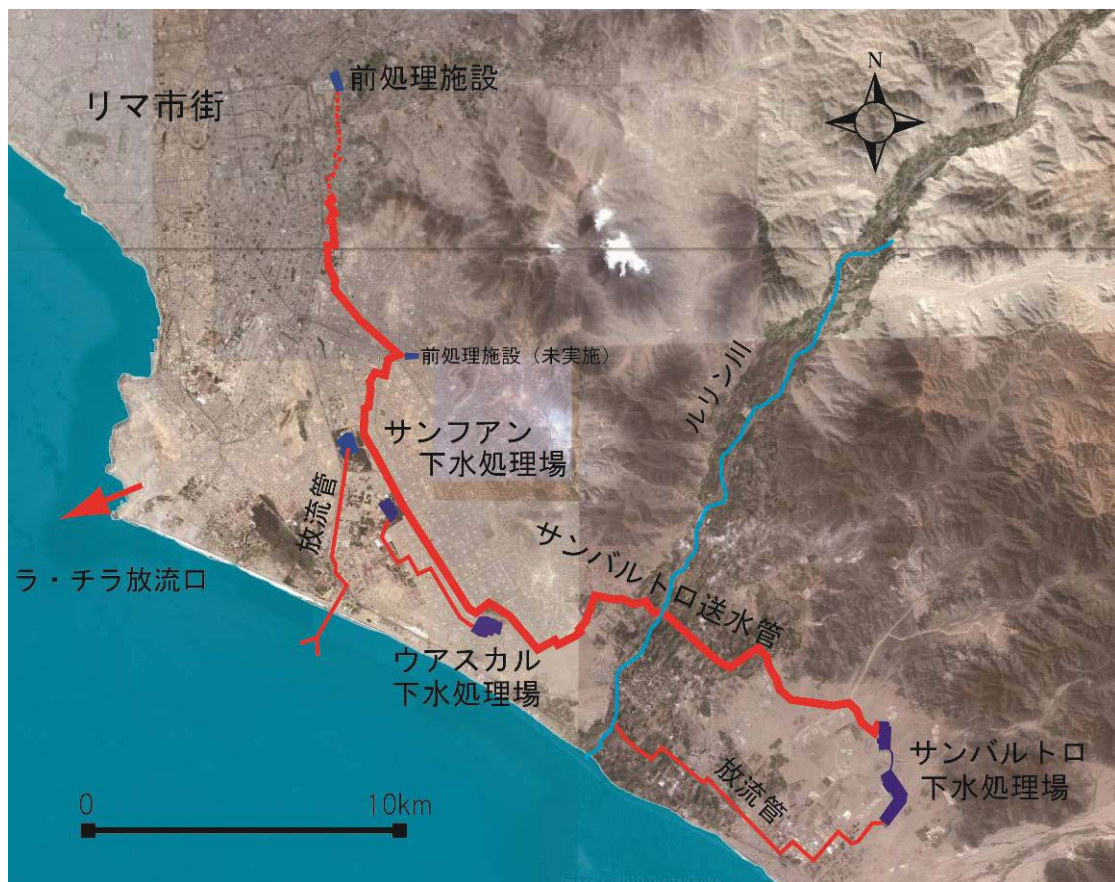 前処理施設
リマ市街
N
前処理施設（未実施）
ルリン川
サンフアン
下水処理場
放流管
サンバルトロ送水管
ラ・チラ放流口
ウアスカル
下水処理場
サンバルトロ
下水処理場
放流管
0 10km